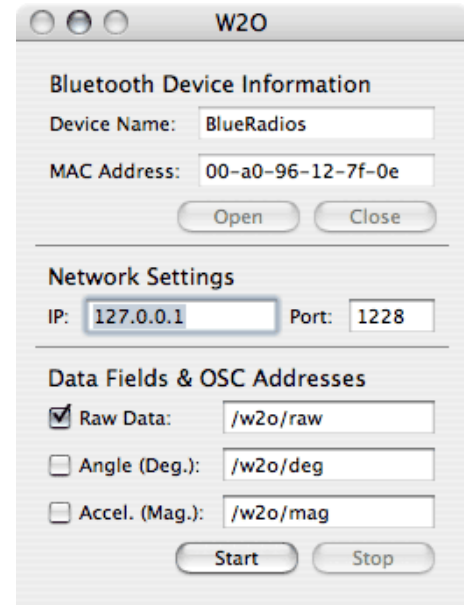 W2O
Bluetooth Device Information
Device Name: BlueRadios
MAC Address: 00-a0-96-12-7f-0e
Open Close
Network Settings
IP: 127.0.0.1 Port: 1228
Data Fields & OSC Addresses
Raw Data: /w2o/raw
Angle (Deg.): /w2o/deg
Accel. (Mag.): /w2o/mag
Start Stop